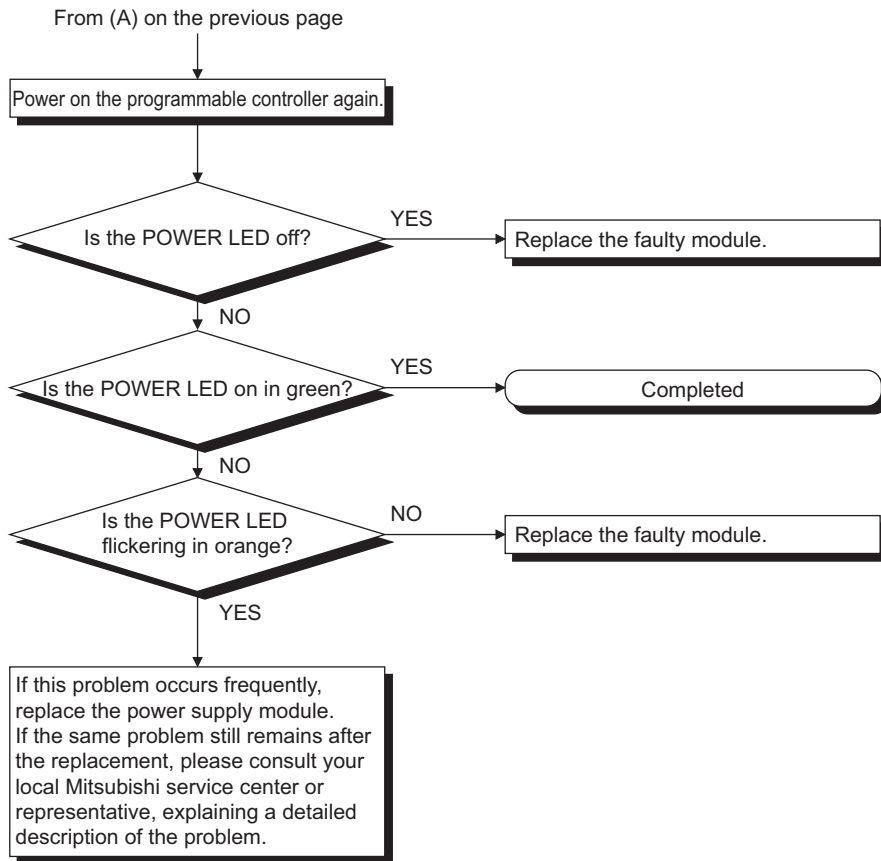 From (A) on the previous page
Power on the programmable controller again.
Is the POWER LED off?
YES
Replace the faulty module.
NO
Is the POWER LED on in green?
YES
Completed
NO
Is the POWER LED
flickering in orange?
NO
Replace the faulty module.
YES
If this problem occurs frequently,
replace the power supply module.
If the same problem still remains after
the replacement, please consult your
local Mitsubishi service center or
representative, explaining a detailed
description of the problem.